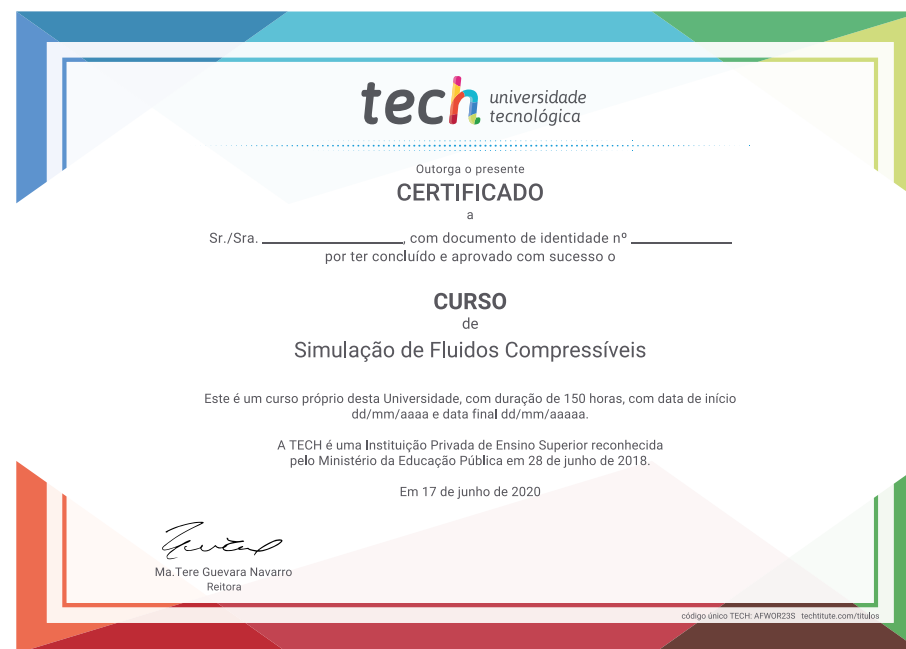 tech universidade
tecnológica
Outorga o presente
CERTIFICADO
a
Sr./Sra. ________________, com documento de identidade nº ____________
por ter concluído e aprovado com sucesso o
CURSO
de
Simulação de Fluidos Compressíveis
Este é um curso próprio desta Universidade, com duração de 150 horas, com data de início
dd/mm/aaaa e data final dd/mm/aaaaa.
A TECH é uma Instituição Privada de Ensino Superior reconhecida
pelo Ministério da Educação Pública em 28 de junho de 2018.
Em 17 de junho de 2020
Ma.Tere Guevara Navarro
Reitora
código único TECH: AFWOR23S techtitute.com/títulos